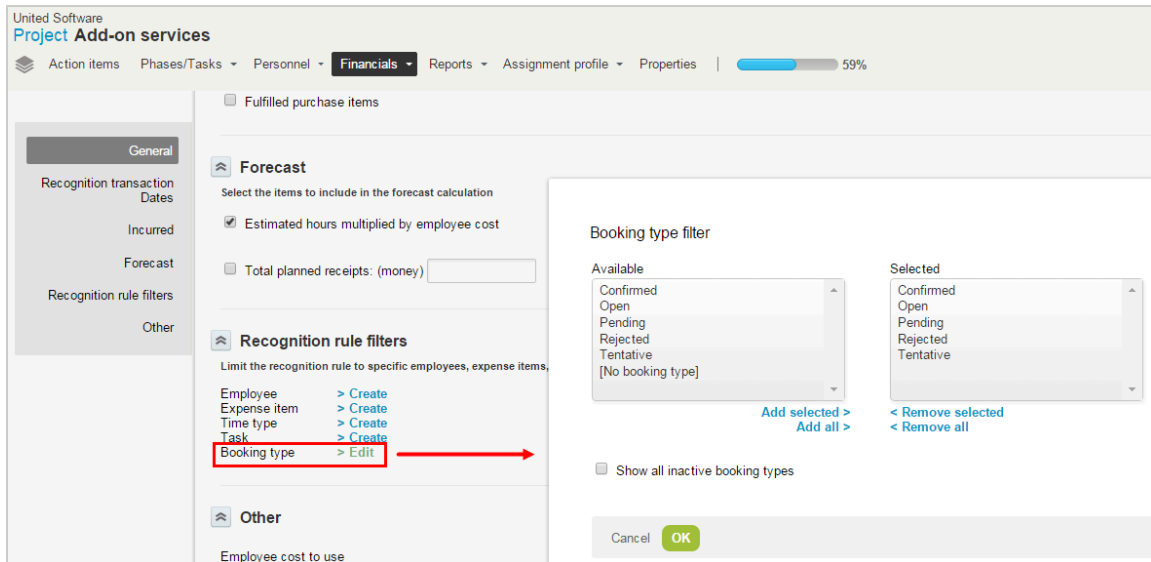 United Software
Project Add-on services
Action items Phases/Tasks Personnel Financials Reports Assignment profile Properties | 59%
Fulfilled purchase items
General
Recognition transaction
Dates
Incurred
Forecast
Recognition rule filters
Other
Forecast
Select the items to include in the forecast calculation
Estimated hours multiplied by employee cost
Total planned receipts: (money)
Recognition rule filters
Limit the recognition rule to specific employees, expense items,
Employee > Create
Expense item > Create
Time type > Create
Task > Create
Booking type > Edit
Other
Employee cost to use
Booking type filter
Available
Confirmed
Open
Pending
Rejected
Tentative
[No booking type]
Add selected >
Add all >
Selected
Confirmed
Open
Pending
Rejected
Tentative
< Remove selected
< Remove all
Show all inactive booking types
Cancel OK